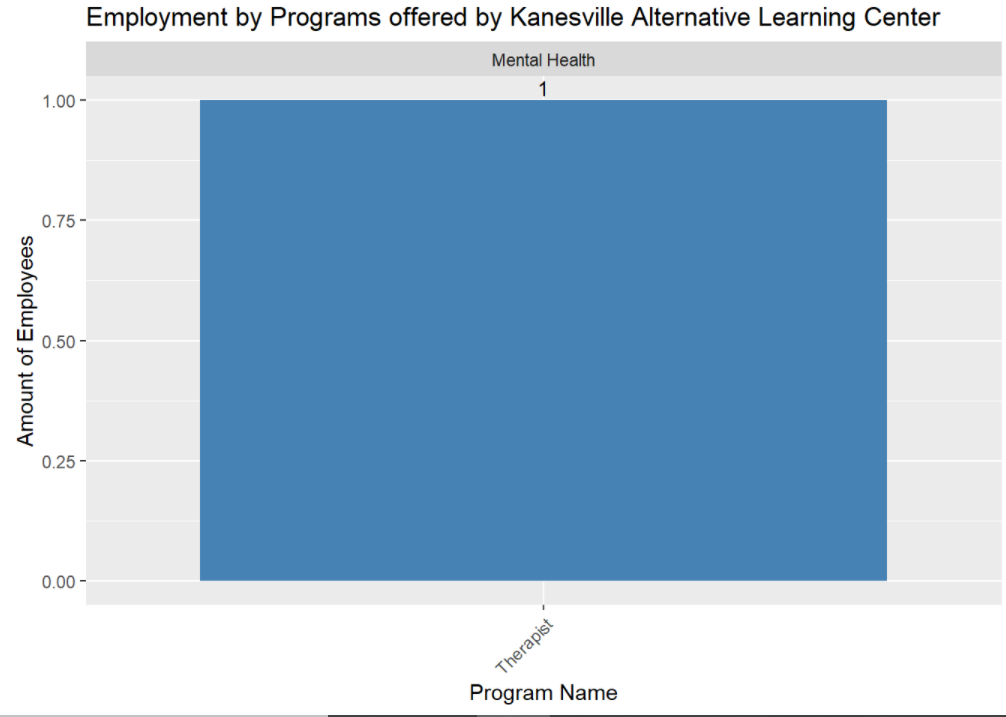 Employment by Programs offered by Kanesville Alternative Learning Center
Mental Health
1
1.00
0.75
0.50
0.25
0.00
Amount of Employees
Therapist
Program Name